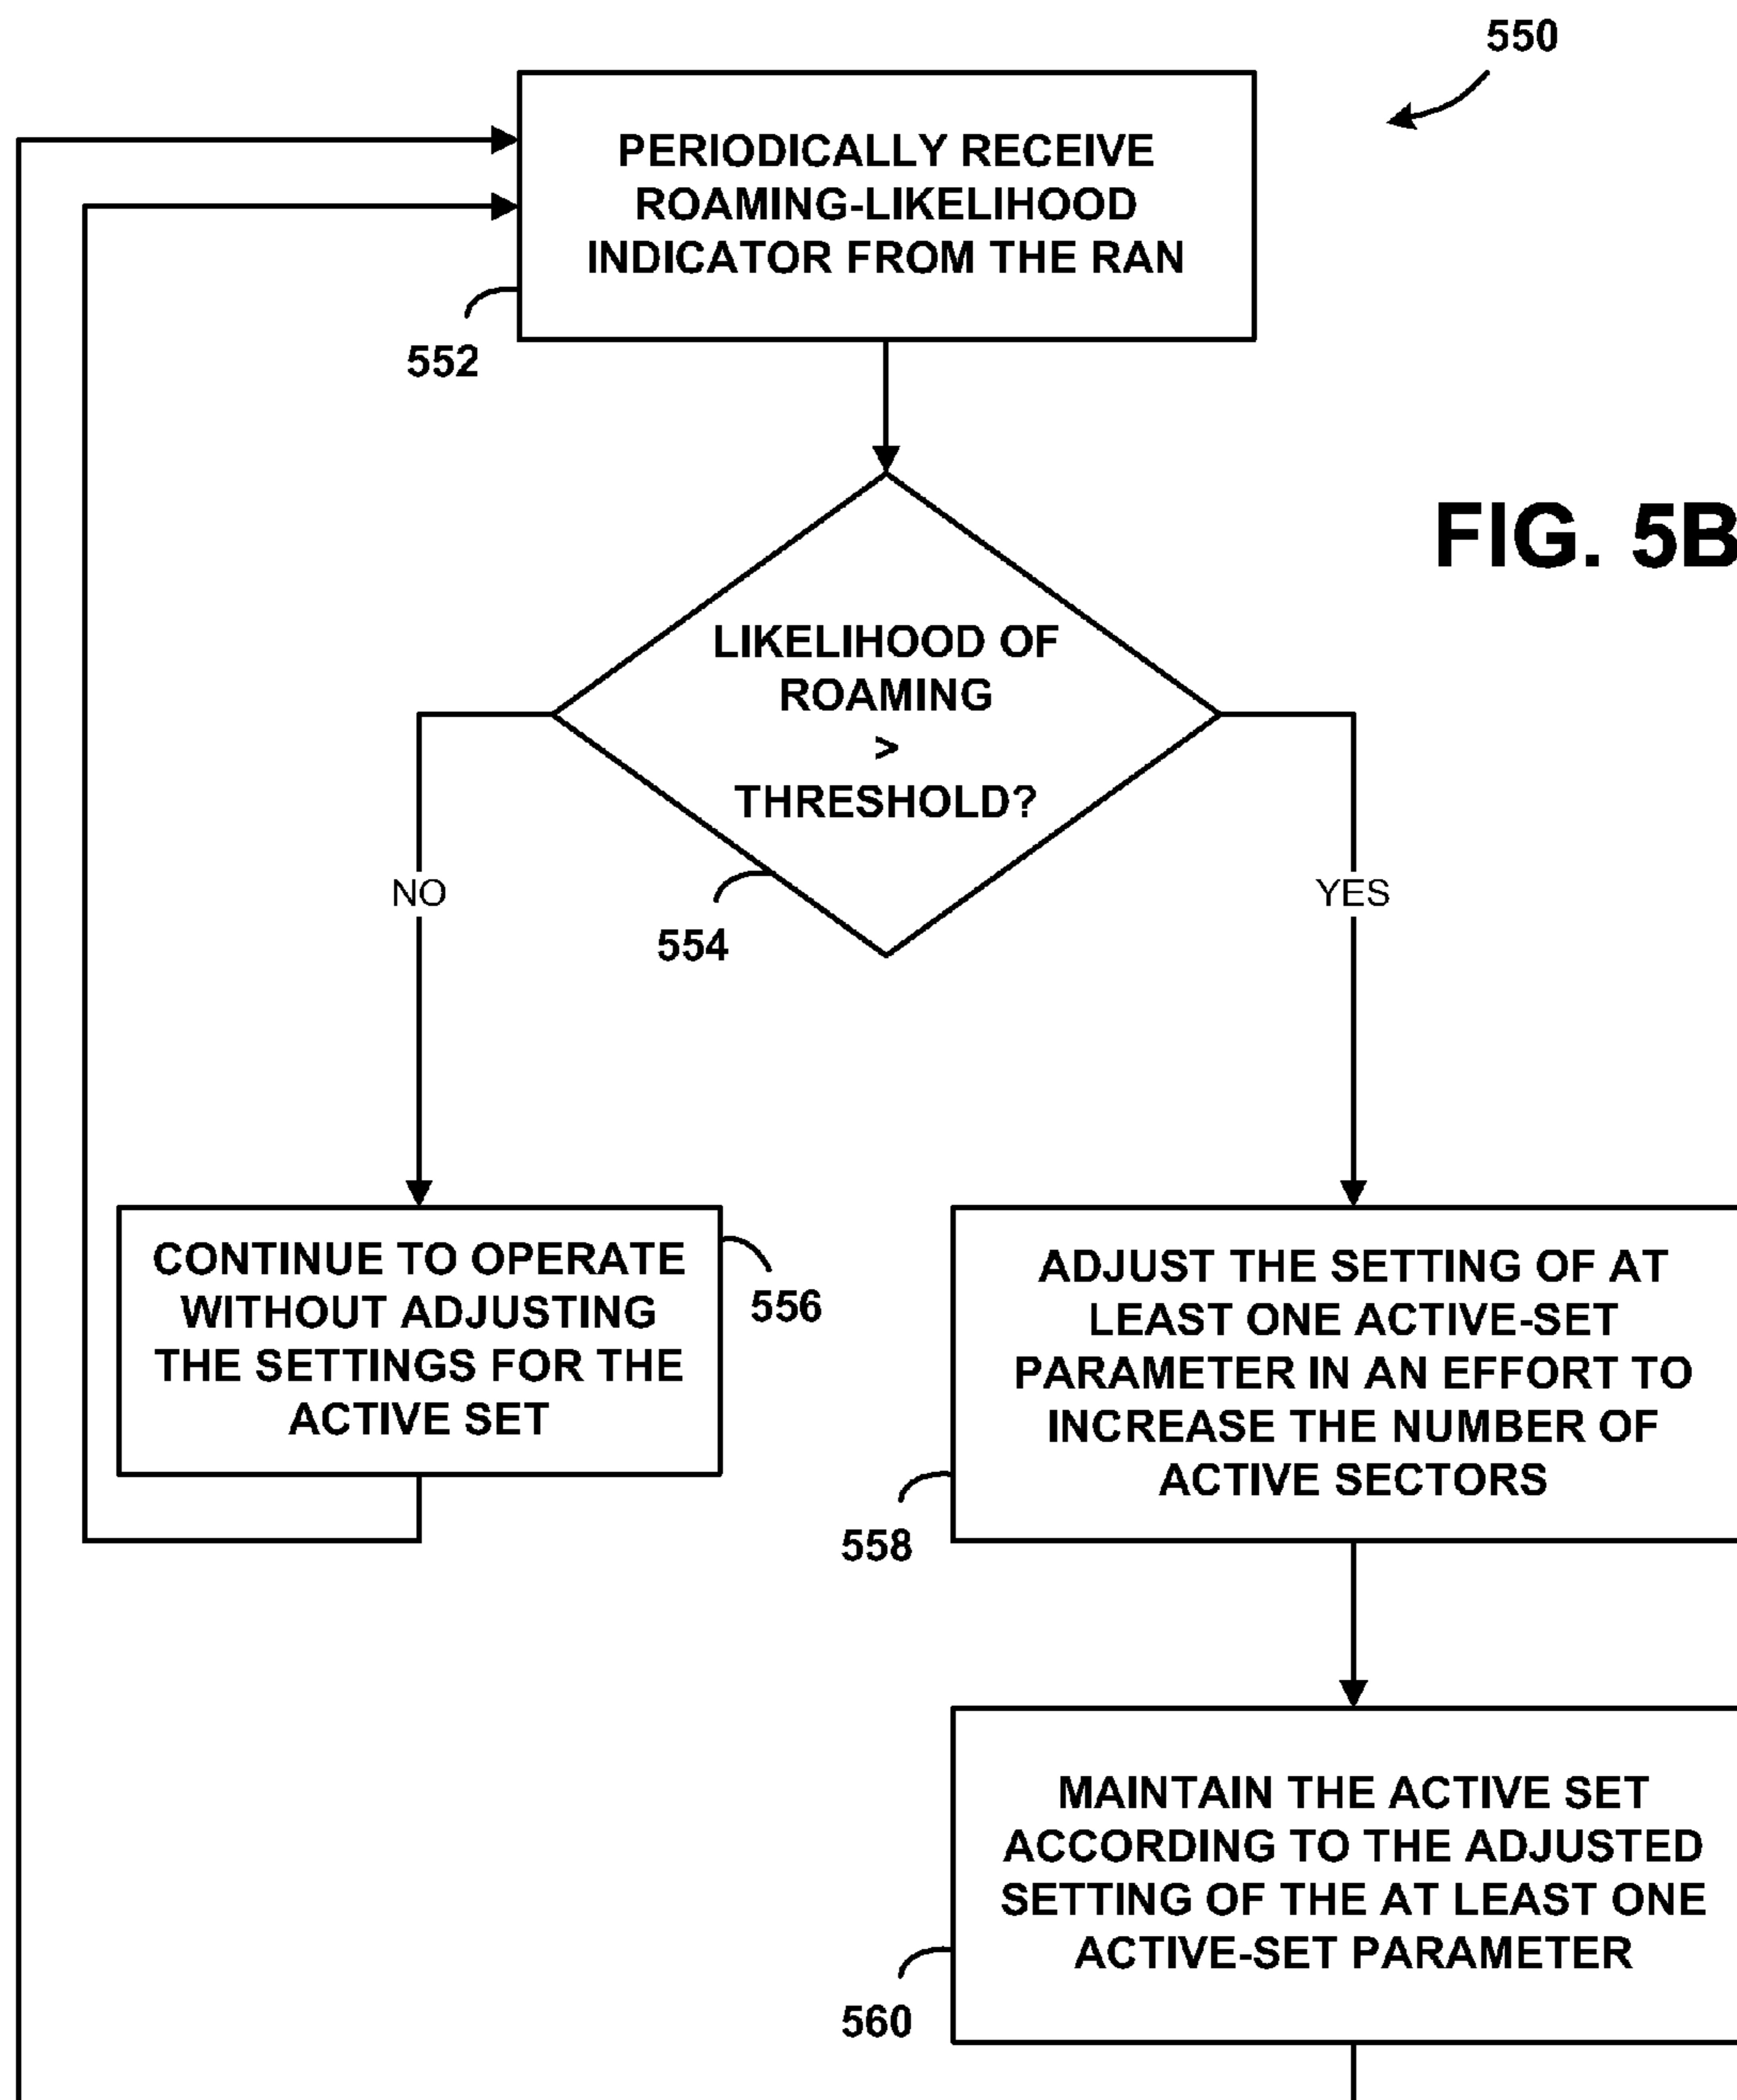 550
PERIODICALLY RECEIVE
ROAMING-LIKELIHOOD
INDICATOR FROM THE RAN
552
FIG. 5B
LIKELIHOOD OF
ROAMING
>
THRESHOLD?
554
NO
YES
CONTINUE TO OPERATE
WITHOUT ADJUSTING
THE SETTINGS FOR THE
ACTIVE SET
556
ADJUST THE SETTING OF AT
LEAST ONE ACTIVE-SET
PARAMETER IN AN EFFORT TO
INCREASE THE NUMBER OF
ACTIVE SECTORS
558
MAINTAIN THE ACTIVE SET
ACCORDING TO THE ADJUSTED
SETTING OF THE AT LEAST ONE
ACTIVE-SET PARAMETER
560